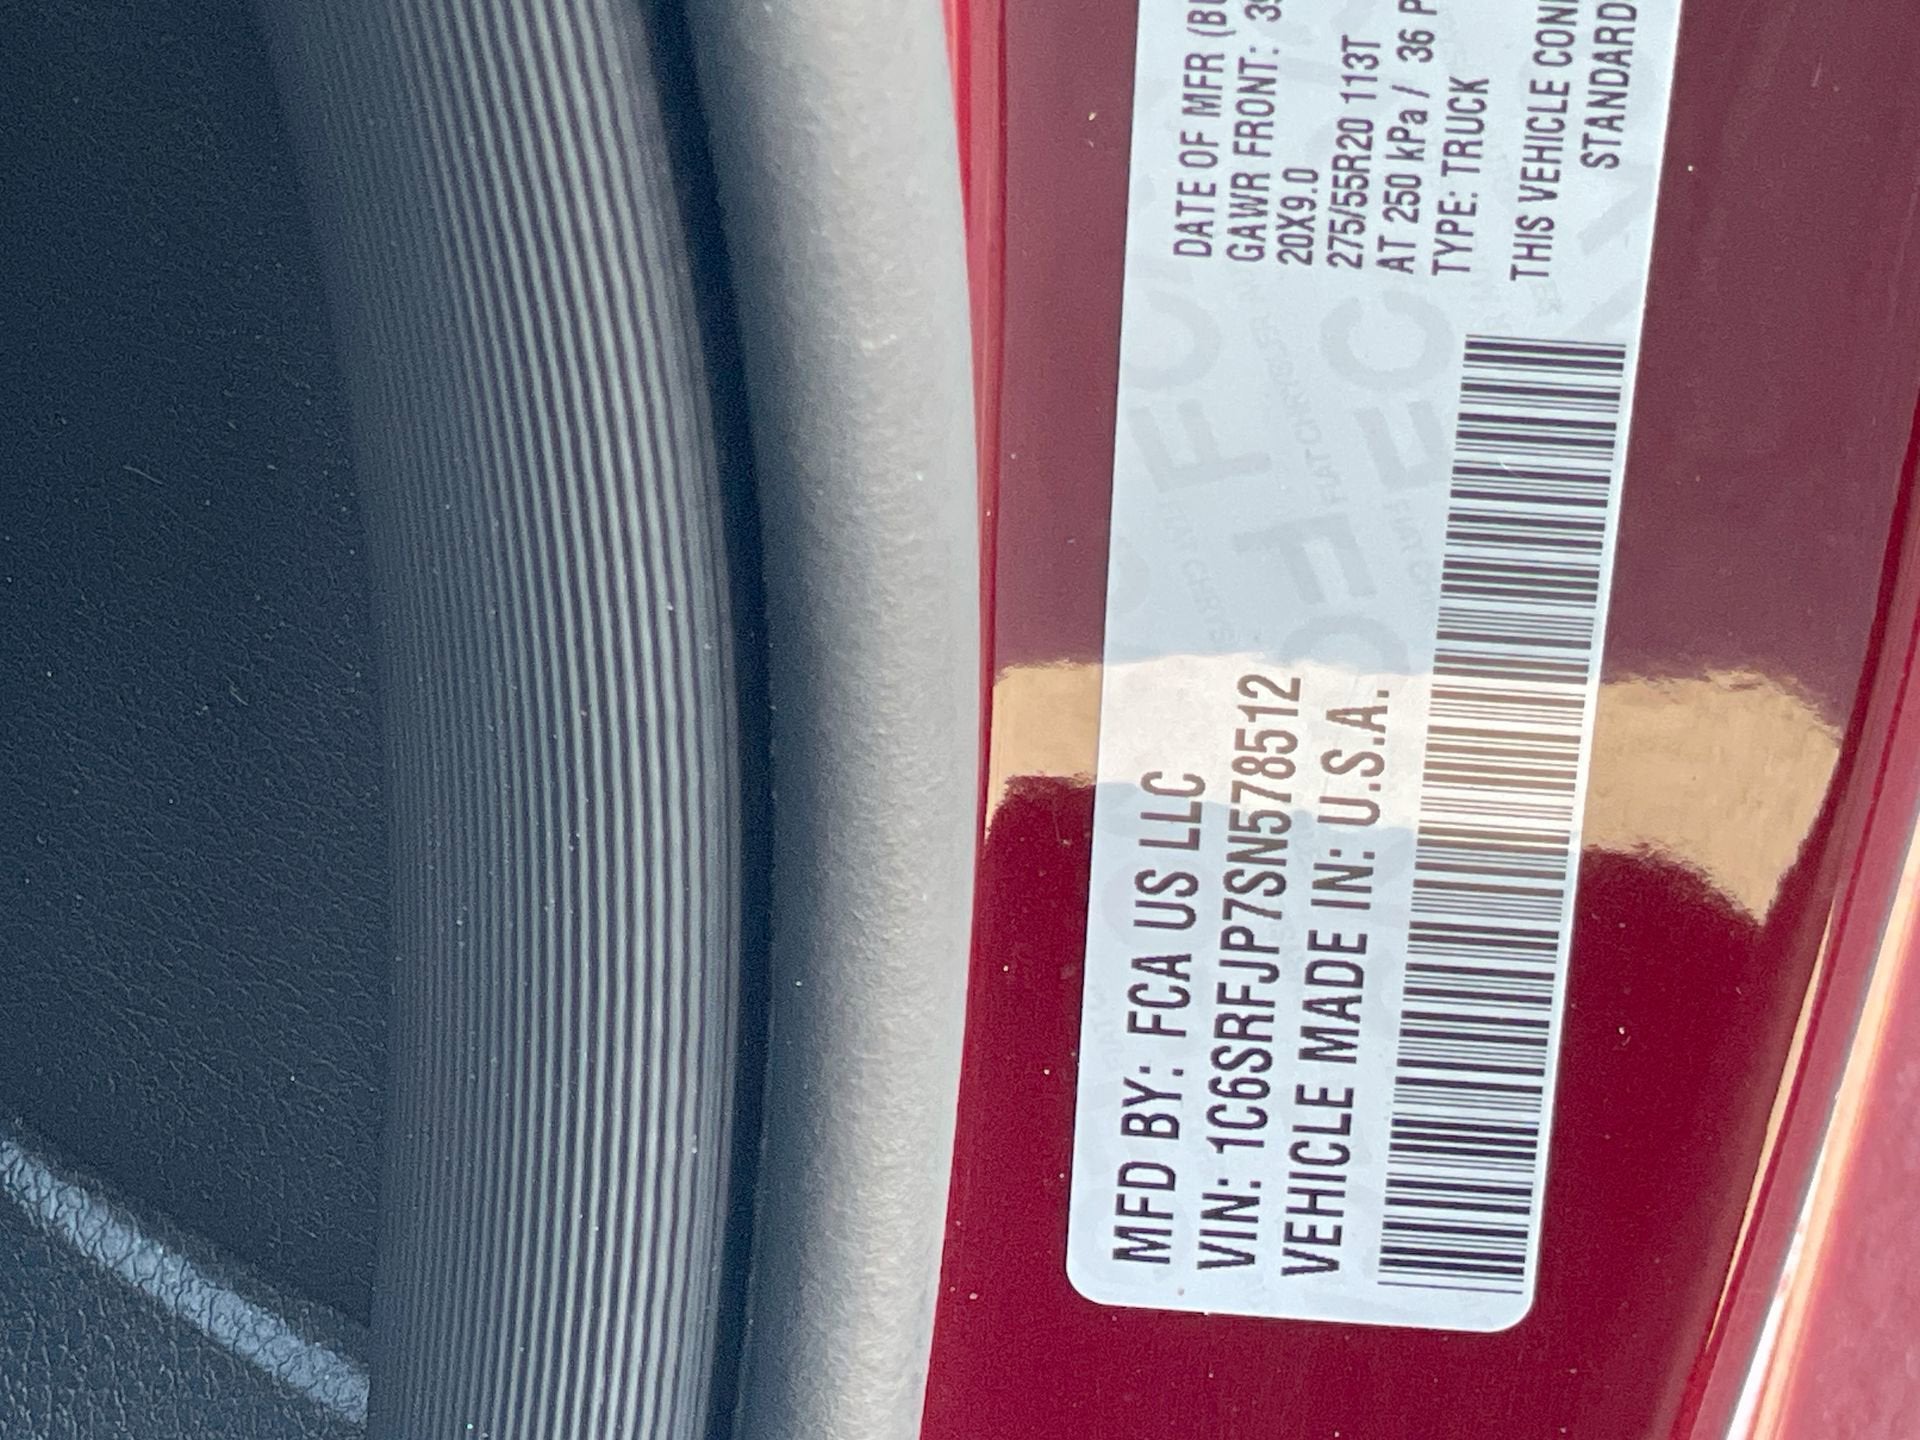 MFD BY: FCA US LLC
VIN: 1C6SRFJP7SN578512
VEHICLE MADE IN: U.S.A.
DATE OF MFR
GAWR FRONT:
20X9.0
275/55R20 113T
AT 250 kPa / 36 P
TYPE: TRUCK
THIS VEHICLE CON
STANDARD